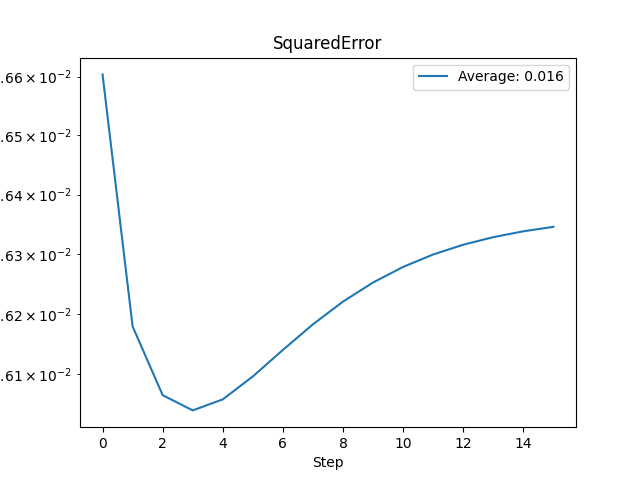 SquaredError
Average: 0.016
.66 × 10⁻²
.65 × 10⁻²
.64 × 10⁻²
.63 × 10⁻²
.62 × 10⁻²
.61 × 10⁻²
0 2 4 6 8 10 12 14
Step